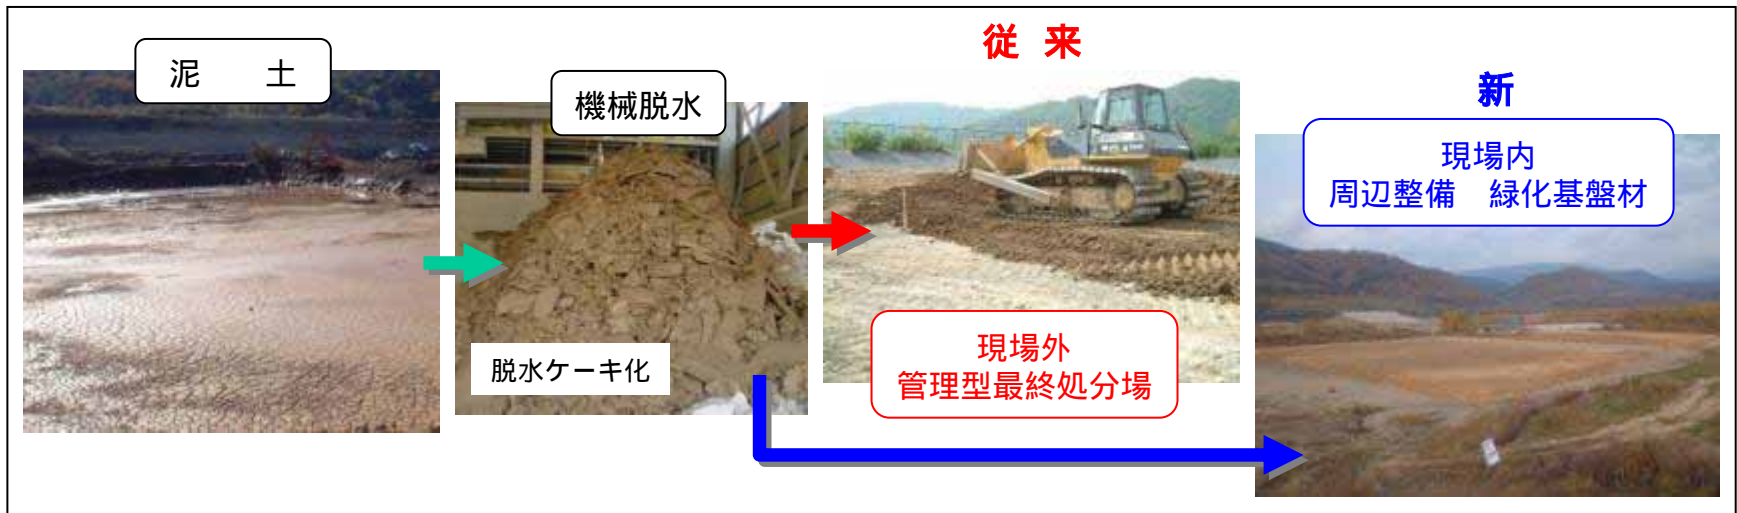 泥　土
機械脱水
脱水ケーキ化
従 来
現場外
管理型最終処分場
新
現場内
周辺整備　緑化基盤材